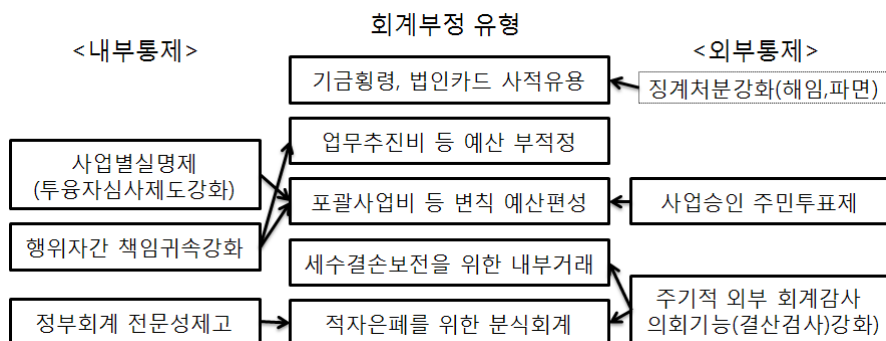 회계부정 유형
<내부통제>
<외부통제>
기금횡령, 법인카드 사적유용
징계처분강화(해임,파면)
업무추진비 등 예산 부적정
사업별실명제
(투융자심사제도강화)
포괄사업비 등 변칙 예산편성
사업승인 주민투표제
행위자간 책임귀속강화
세수결손보전을 위한 내부거래
주기적 외부 회계감사
의회기능(결산검사)강화
정부회계 전문성제고
적자은폐를 위한 분식회계